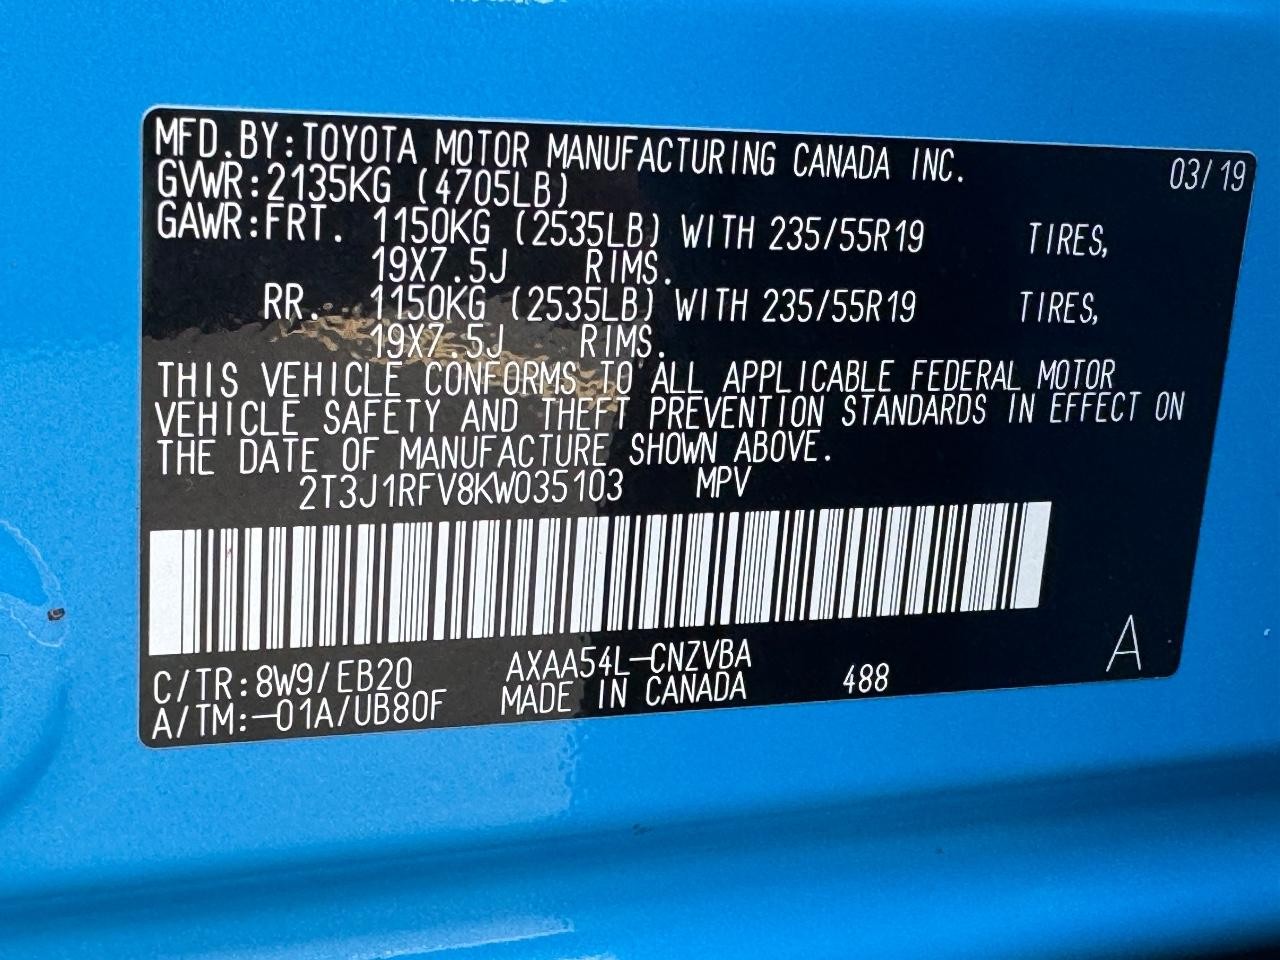 MFD.BY:TOYOTA MOTOR MANUFACTURING CANADA INC. 03/19
GVWR:2135KG (4705LB)
GAWR:FRT. 1150KG (2535LB) WITH 235/55R19 TIRES,
19X7.5J RIMS.
RR. 1150KG (2535LB) WITH 235/55R19 TIRES,
19X7.5J RIMS.
THIS VEHICLE CONFORMS TO ALL APPLICABLE FEDERAL MOTOR
VEHICLE SAFETY AND THEFT PREVENTION STANDARDS IN EFFECT ON
THE DATE OF MANUFACTURE SHOWN ABOVE.
2T3J1RFV8KW035103 MPV
C/TR:8W9/EB20 AXAA54L-CNZVBA 488 A
A/TM:-01A/UB80F MADE IN CANADA